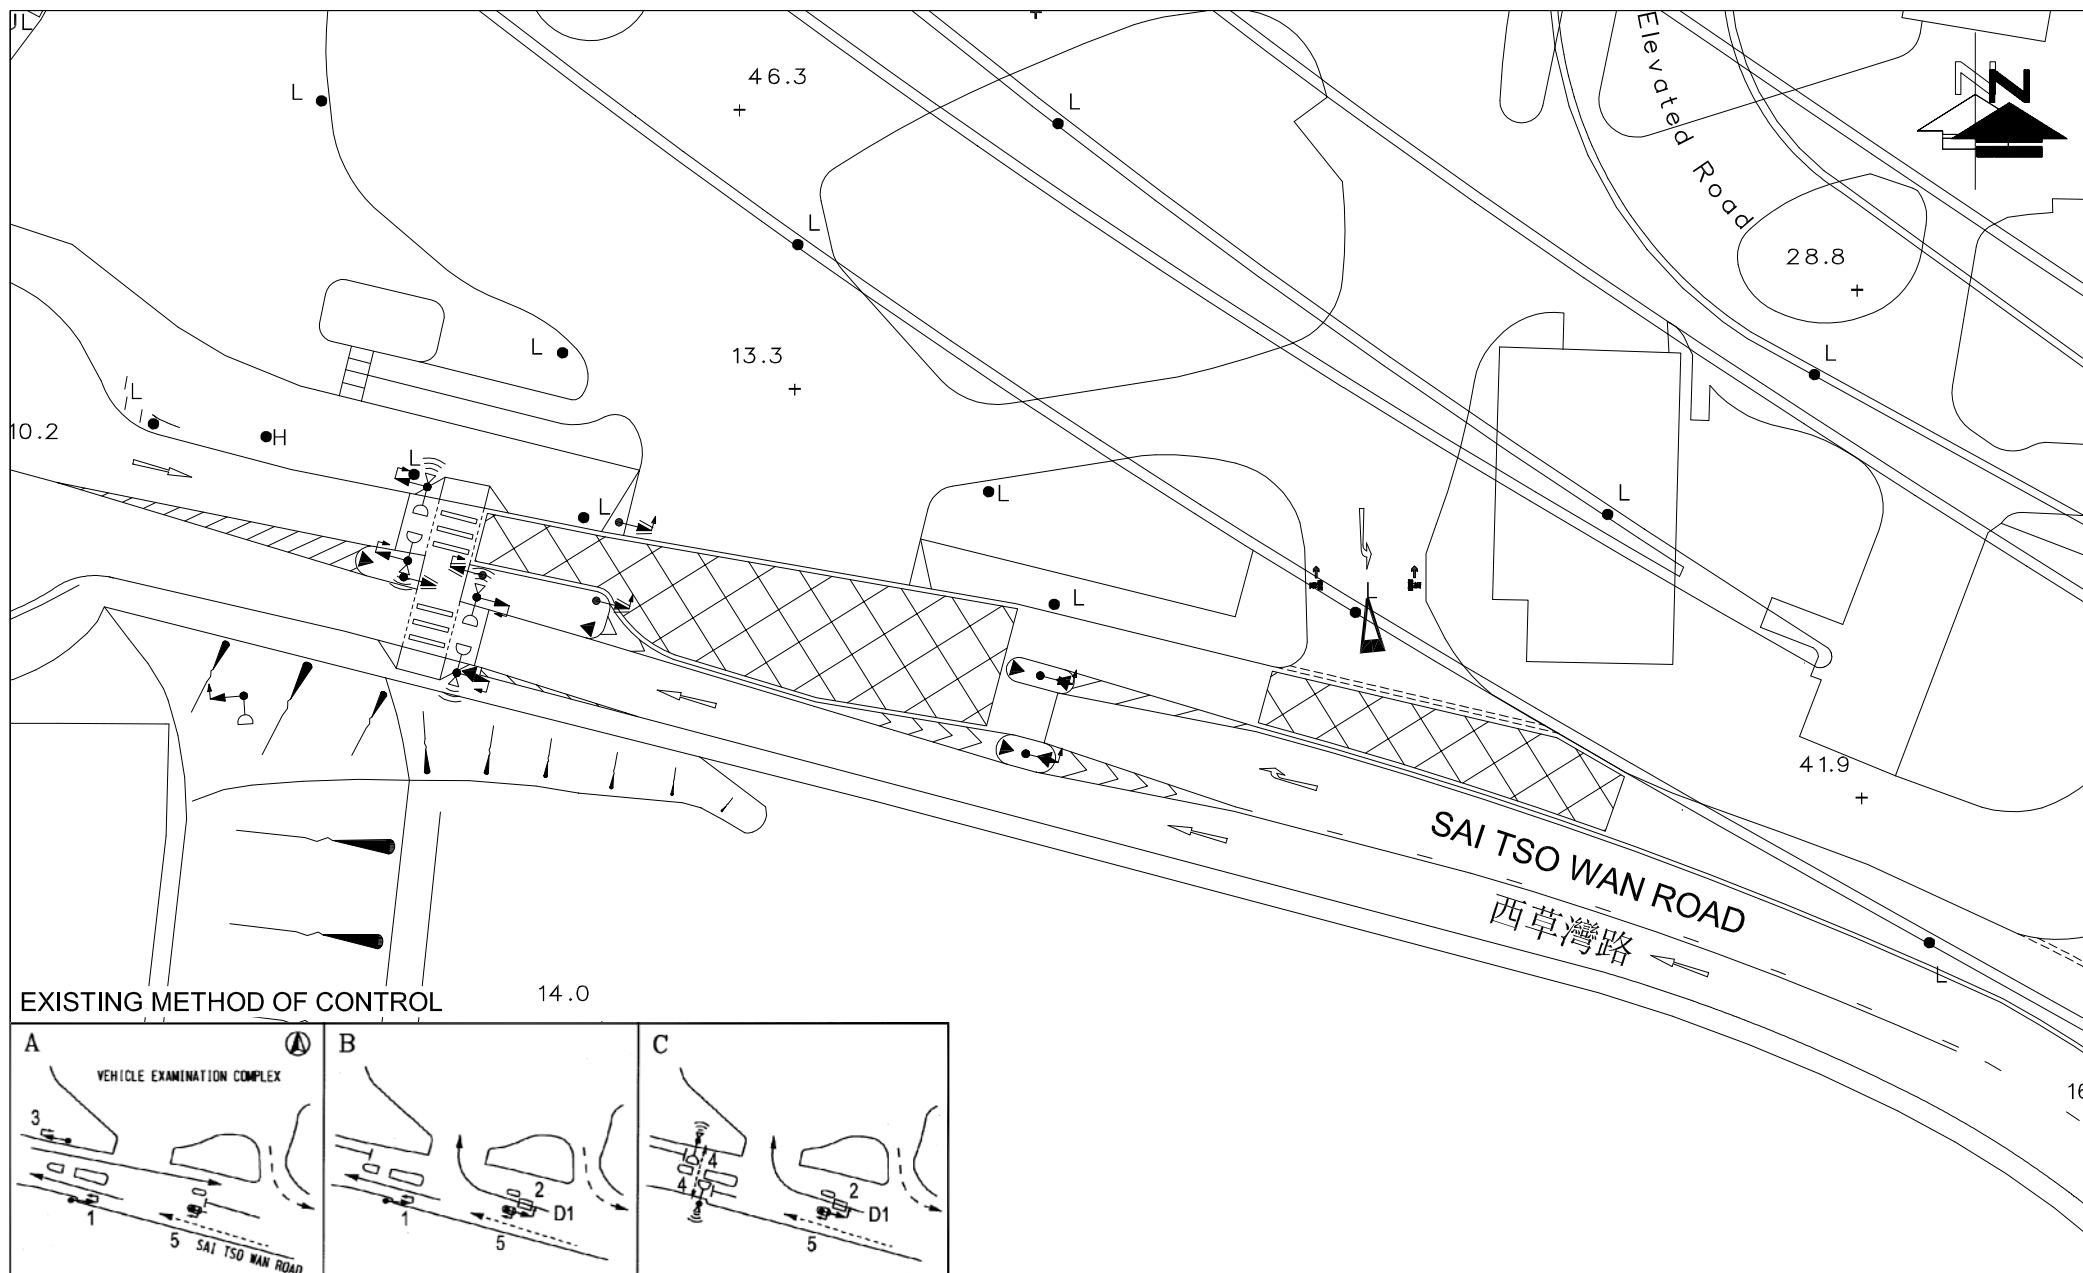 JL
Elevated Road
N
46.3
L
L
L
28.8
L
13.3
L
L
10.2
H
L
L
L
L
L
L
41.9
SAI TSO WAN ROAD
西草灣路
L
14.0
16
EXISTING METHOD OF CONTROL
A
VEHICLE EXAMINATION COMPLEX
3
1
5
SAI TSO WAN ROAD
B
2
D1
1
5
C
4
4
2
D1
5